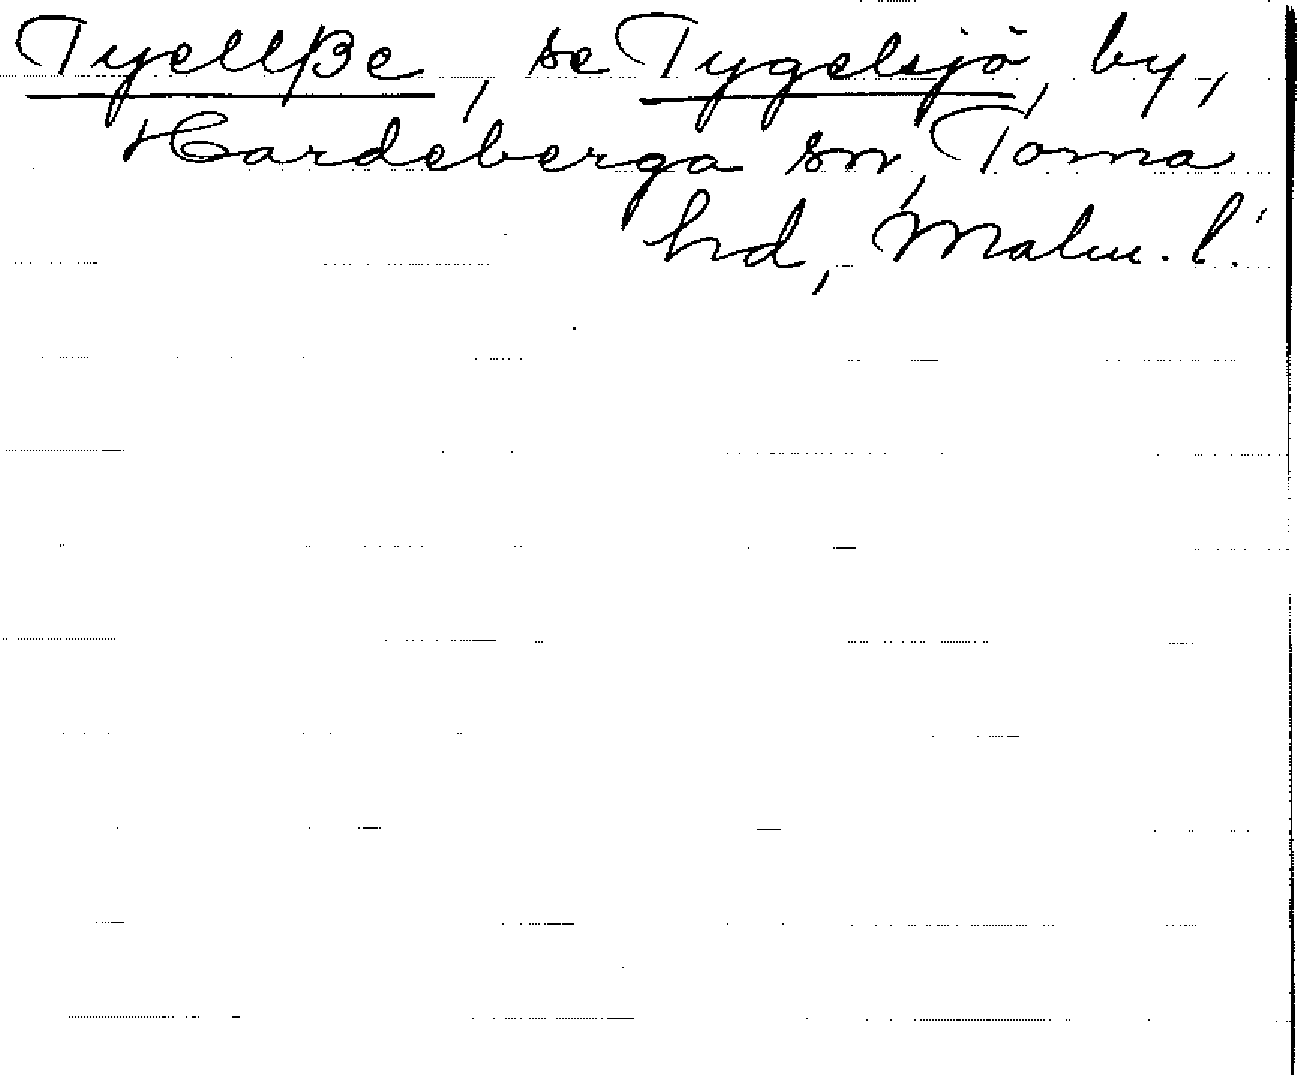 Tyellße, se Tygelsjö, by,
Hardeberga sn, Torna
hd, Malm. l.